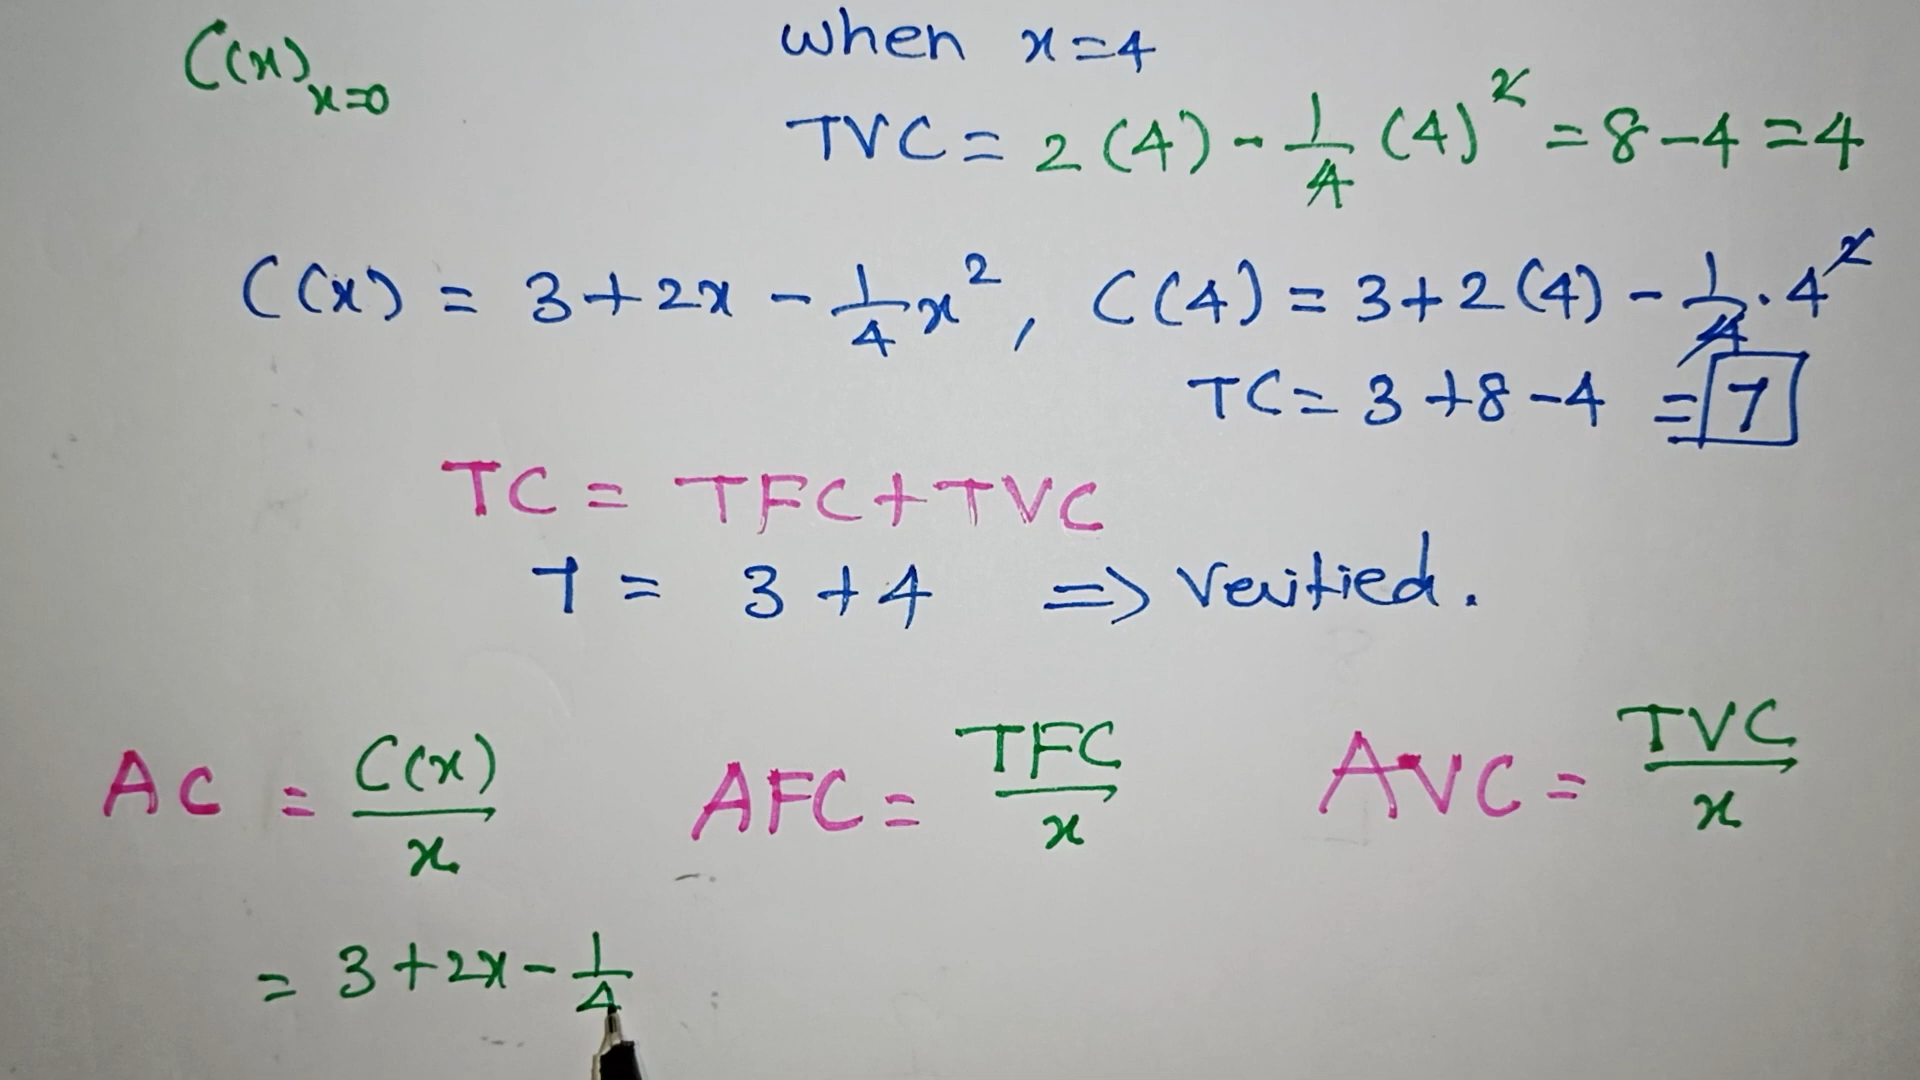 C(x)x=0
when x=4
TVC = 2(4) - 1/4 (4)² = 8-4 = 4
C(x) = 3+2x - 1/4 x², C(4) = 3+2(4) - 1/4 . 4²
TC = 3+8-4 = 7
TC = TFC+TVC
7 = 3+4 => Verified.
AC = C(x)/x AFC = TFC/x AVC = TVC/x
= 3+2x - 1/4